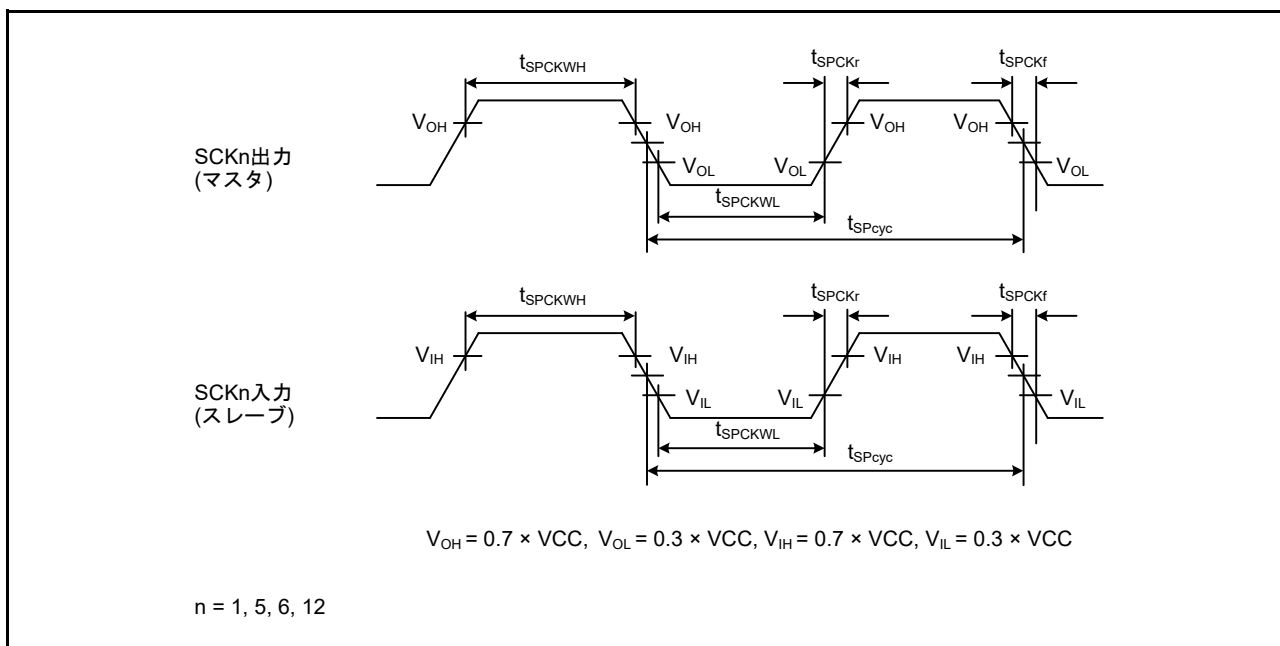 tSPCKWH tSPCKr tSPCKf
VOH VOH VOH VOH
SCKn出力
(マスタ)
VOL VOL VOL
tSPCKWL
tSPcyc
tSPCKWH tSPCKr tSPCKf
VIH VIH VIH VIH
SCKn入力
(スレーブ)
VIL VIL VIL
tSPCKWL
tSPcyc
VOH = 0.7 × VCC, VOL = 0.3 × VCC, VIH = 0.7 × VCC, VIL = 0.3 × VCC
n = 1, 5, 6, 12